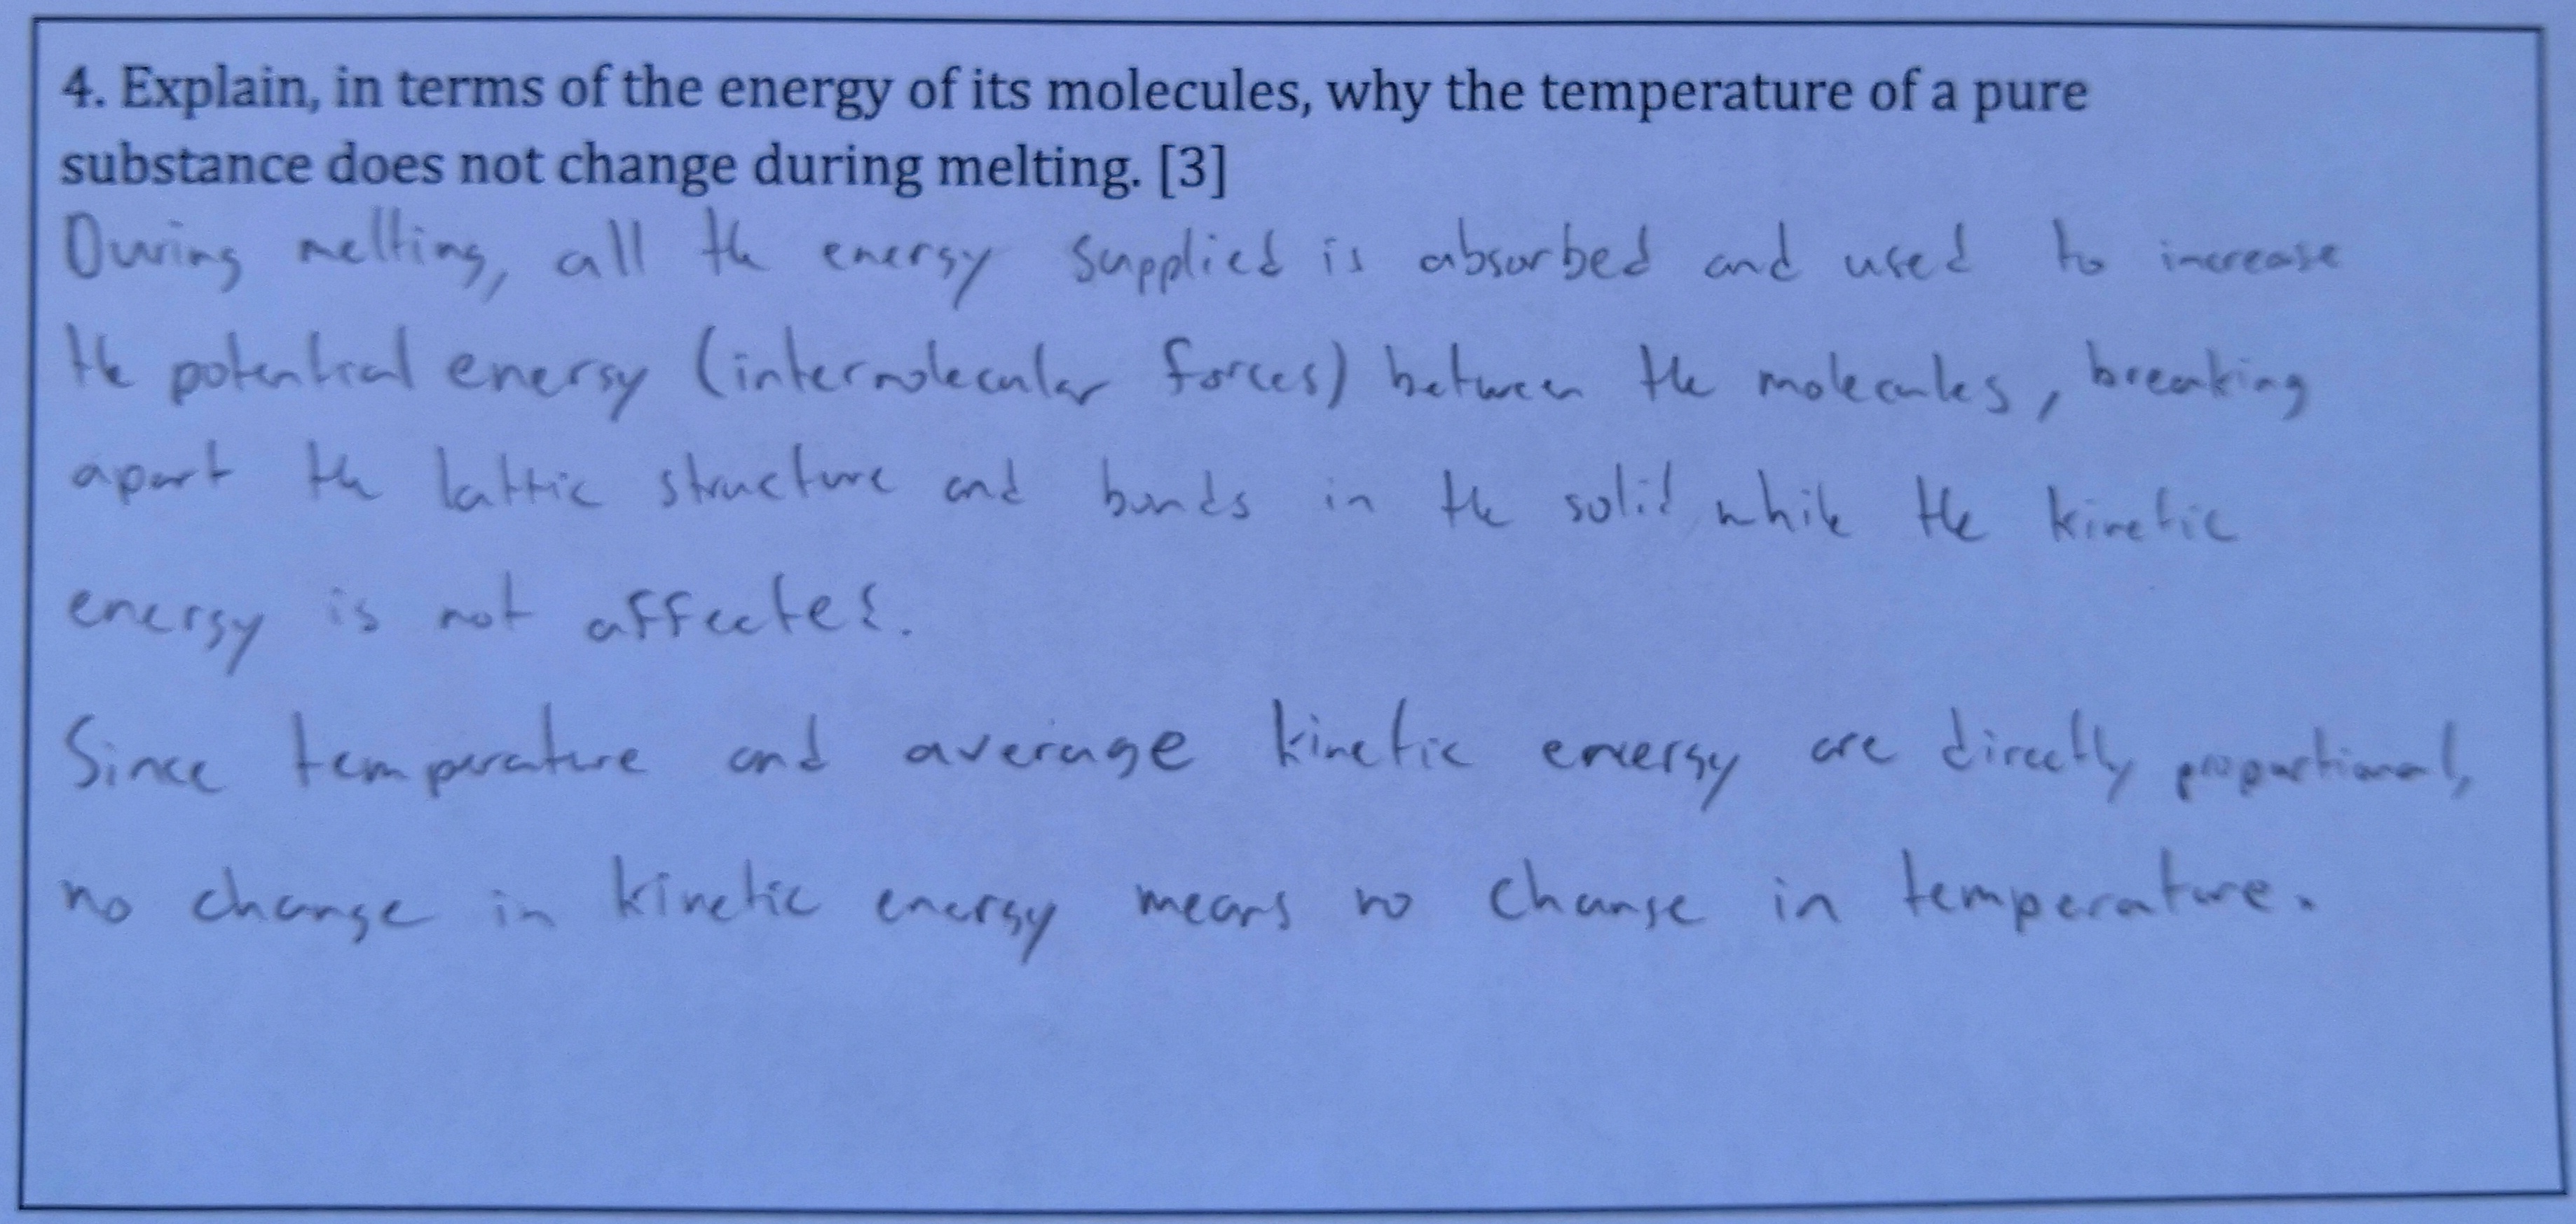 4. Explain, in terms of the energy of its molecules, why the temperature of a pure
substance does not change during melting. [3]
During melting, all the energy supplied is absorbed and used to increase
the potential energy (intermolecular forces) between the molecules, breaking
apart the lattic structure and bonds in the solid while the kinetic
energy is not affected.
Since temperature and average kinetic energy are directly proportional,
no change in kinetic energy means no change in temperature.